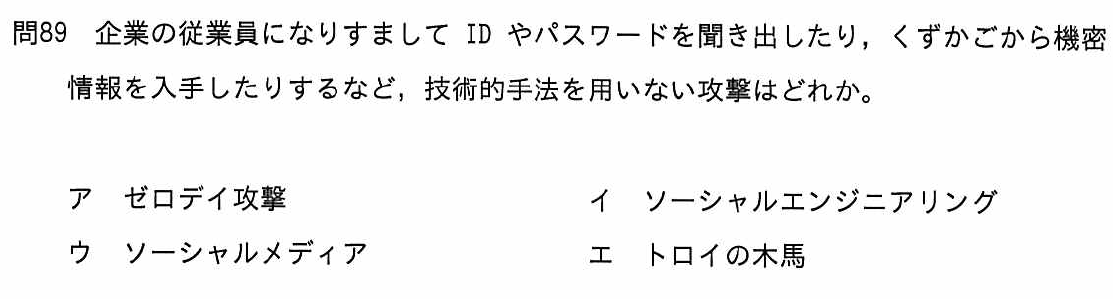 問89 企業の従業員になりすまして ID やパスワードを聞き出したり，くずかごから機密
情報を入手したりするなど，技術的手法を用いない攻撃はどれか。
ア ゼロデイ攻撃 イ ソーシャルエンジニアリング
ウ ソーシャルメディア エ トロイの木馬